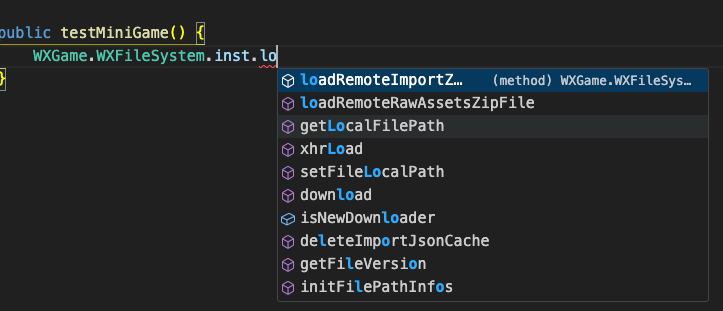 public testMiniGame() {
WXGame.WXFileSystem.inst.lo
}
loadRemoteImportZ… (method) WXGame.WXFileSys…
loadRemoteRawAssetsZipFile
getLocalFilePath
xhrLoad
setFileLocalPath
download
isNewDownloader
deleteImportJsonCache
getFileVersion
initFilePathInfos